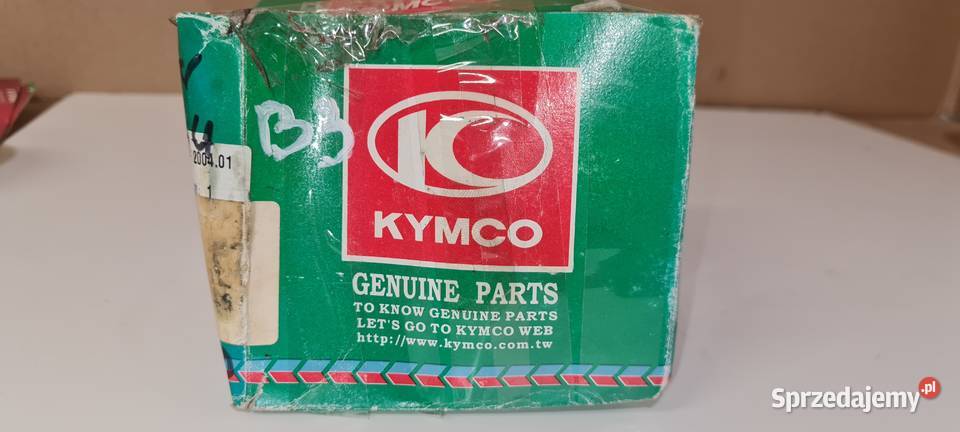 B3
2004.01
1
KYMCO
GENUINE PARTS
TO KNOW GENUINE PARTS
LET'S GO TO KYMCO WEB
http://www.kymco.com.tw
Sprzedajemy.pl